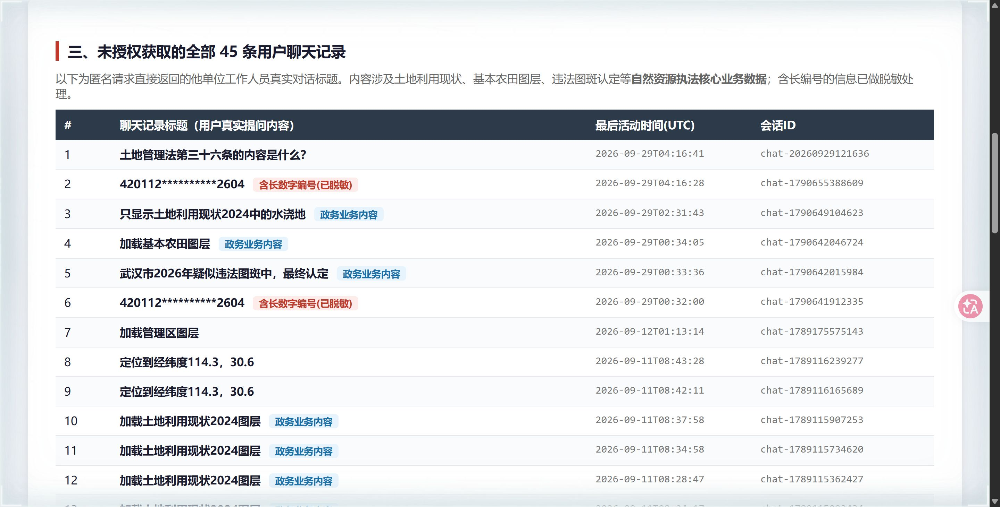 三、未授权获取的全部 45 条用户聊天记录
以下为匿名请求直接返回的他单位工作人员真实对话标题。内容涉及土地利用现状、基本农田图层、违法图斑认定等自然资源执法核心业务数据；含长编号的信息已做脱敏处
理。
# 聊天记录标题（用户真实提问内容） 最后活动时间(UTC) 会话ID
1 土地管理法第三十六条的内容是什么? 2026-09-29T04:16:41 chat-20260929121636
2 420112**********2604 含长数字编号(已脱敏) 2026-09-29T04:16:28 chat-1790655388609
3 只显示土地利用现状2024中的水浇地 政务业务内容 2026-09-29T02:31:43 chat-1790649104623
4 加载基本农田图层 政务业务内容 2026-09-29T00:34:05 chat-1790642046724
5 武汉市2026年疑似违法图斑中，最终认定 政务业务内容 2026-09-29T00:33:36 chat-1790642015984
6 420112**********2604 含长数字编号(已脱敏) 2026-09-29T00:32:00 chat-1790641912335
7 加载管理区图层 2026-09-12T01:13:14 chat-1789175575143
8 定位到经纬度114.3，30.6 2026-09-11T08:43:28 chat-1789116239277
9 定位到经纬度114.3，30.6 2026-09-11T08:42:11 chat-1789116165689
10 加载土地利用现状2024图层 政务业务内容 2026-09-11T08:37:58 chat-1789115907253
11 加载土地利用现状2024图层 政务业务内容 2026-09-11T08:34:58 chat-1789115734620
12 加载土地利用现状2024图层 政务业务内容 2026-09-11T08:28:47 chat-1789115362427